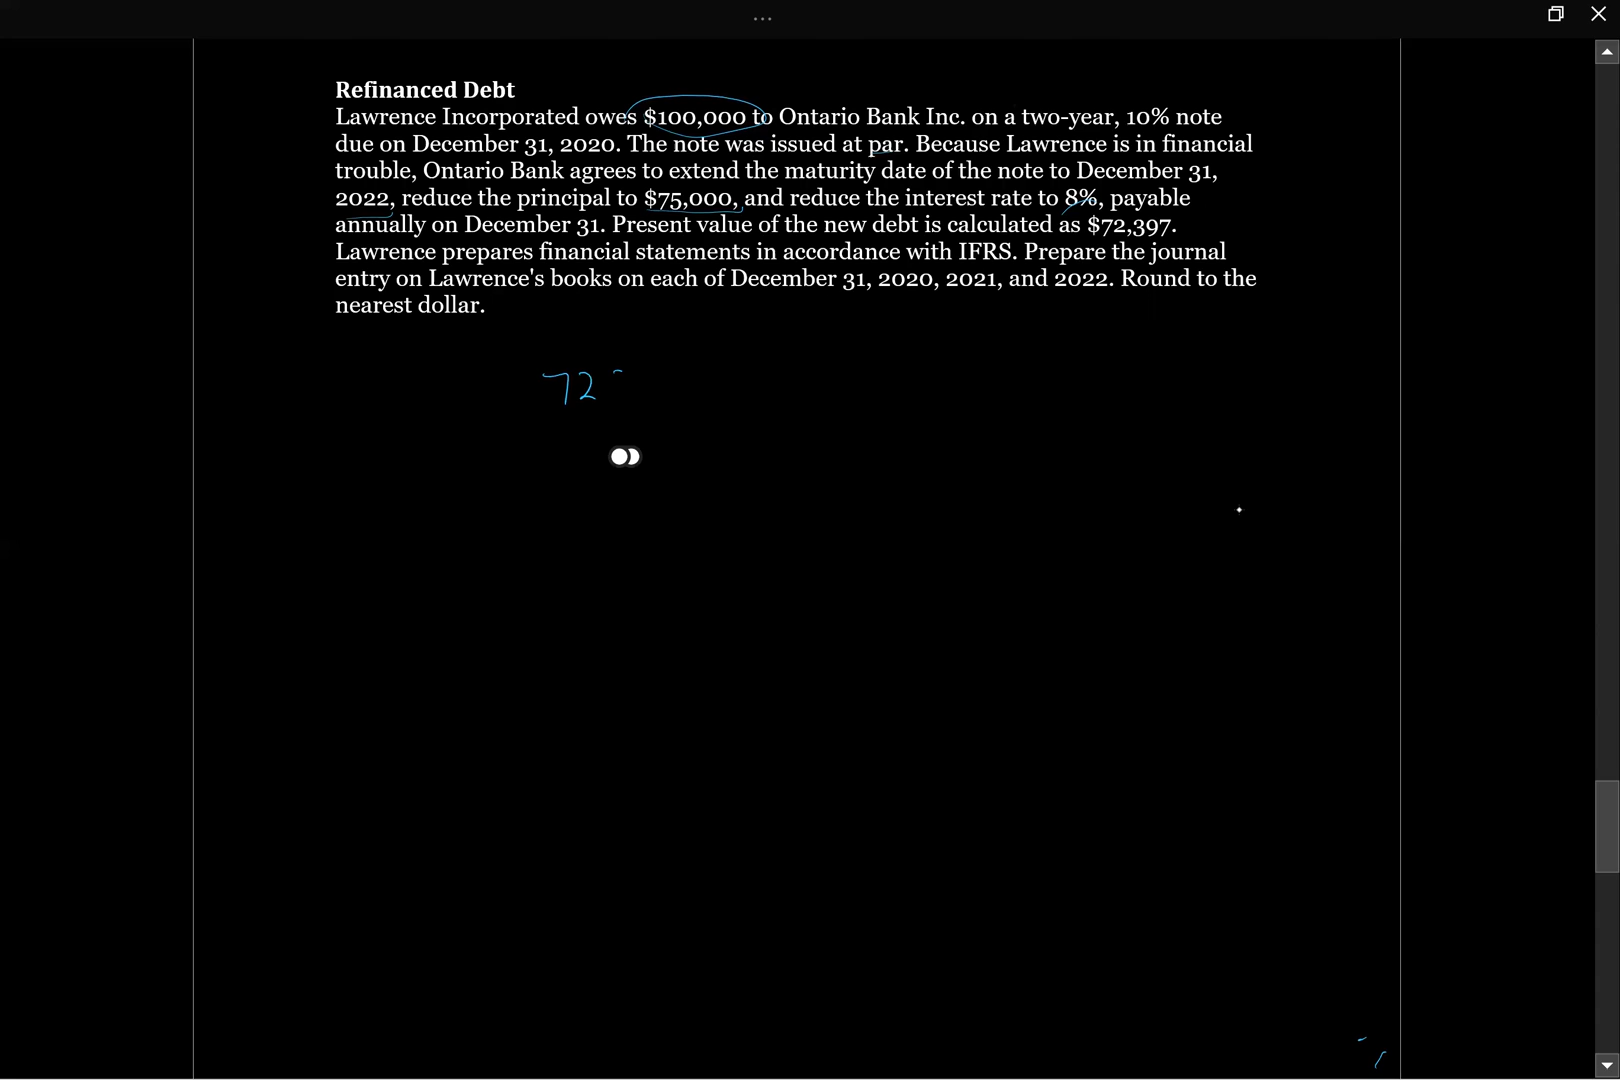 Refinanced Debt
Lawrence Incorporated owes $100,000 to Ontario Bank Inc. on a two-year, 10% note
due on December 31, 2020. The note was issued at par. Because Lawrence is in financial
trouble, Ontario Bank agrees to extend the maturity date of the note to December 31,
2022, reduce the principal to $75,000, and reduce the interest rate to 8%, payable
annually on December 31. Present value of the new debt is calculated as $72,397.
Lawrence prepares financial statements in accordance with IFRS. Prepare the journal
entry on Lawrence's books on each of December 31, 2020, 2021, and 2022. Round to the
nearest dollar.
72